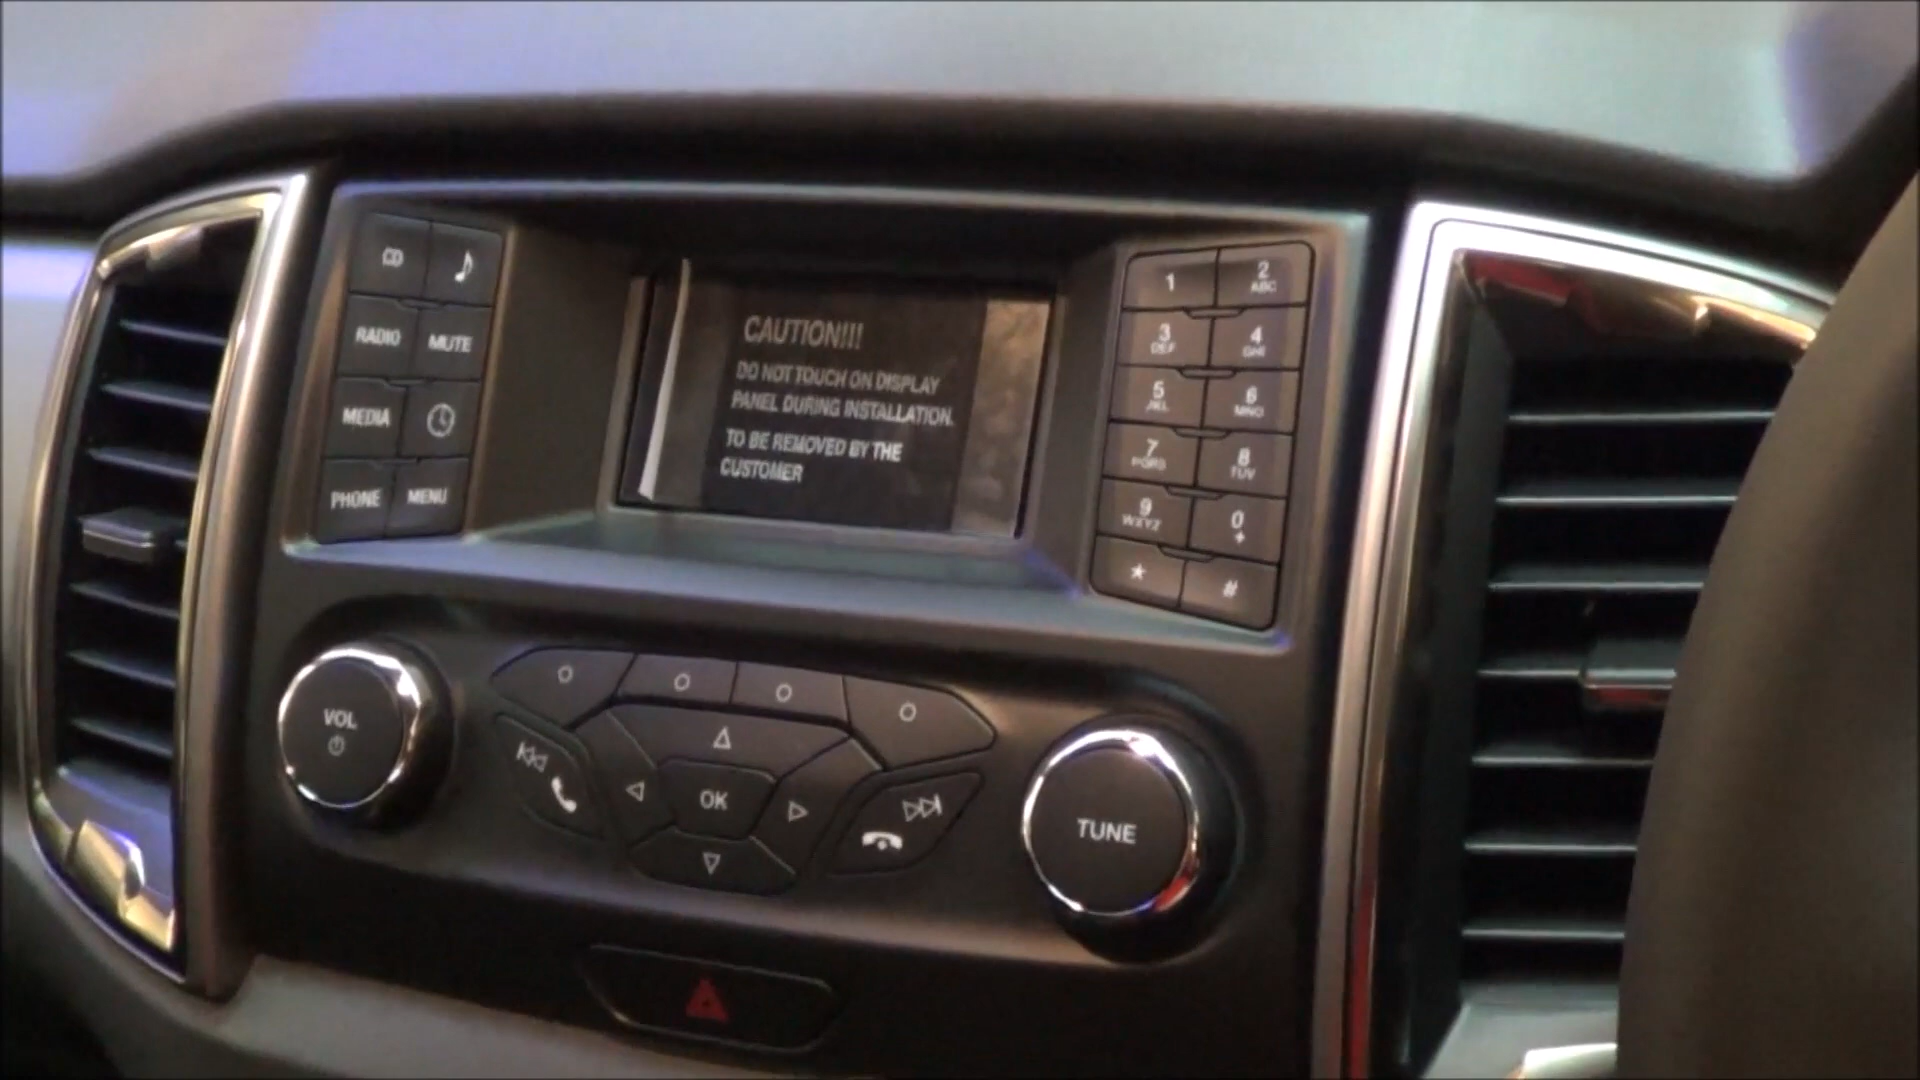 CD
RADIO MUTE
MEDIA
PHONE MENU
CAUTION!!!
DO NOT TOUCH ON DISPLAY
PANEL DURING INSTALLATION.
TO BE REMOVED BY THE
CUSTOMER
1 2 ABC
3 DEF 4 GHI
5 JKL 6 MNO
7 PQRS 8 TUV
9 WXYZ 0 +
* #
VOL
OK
TUNE